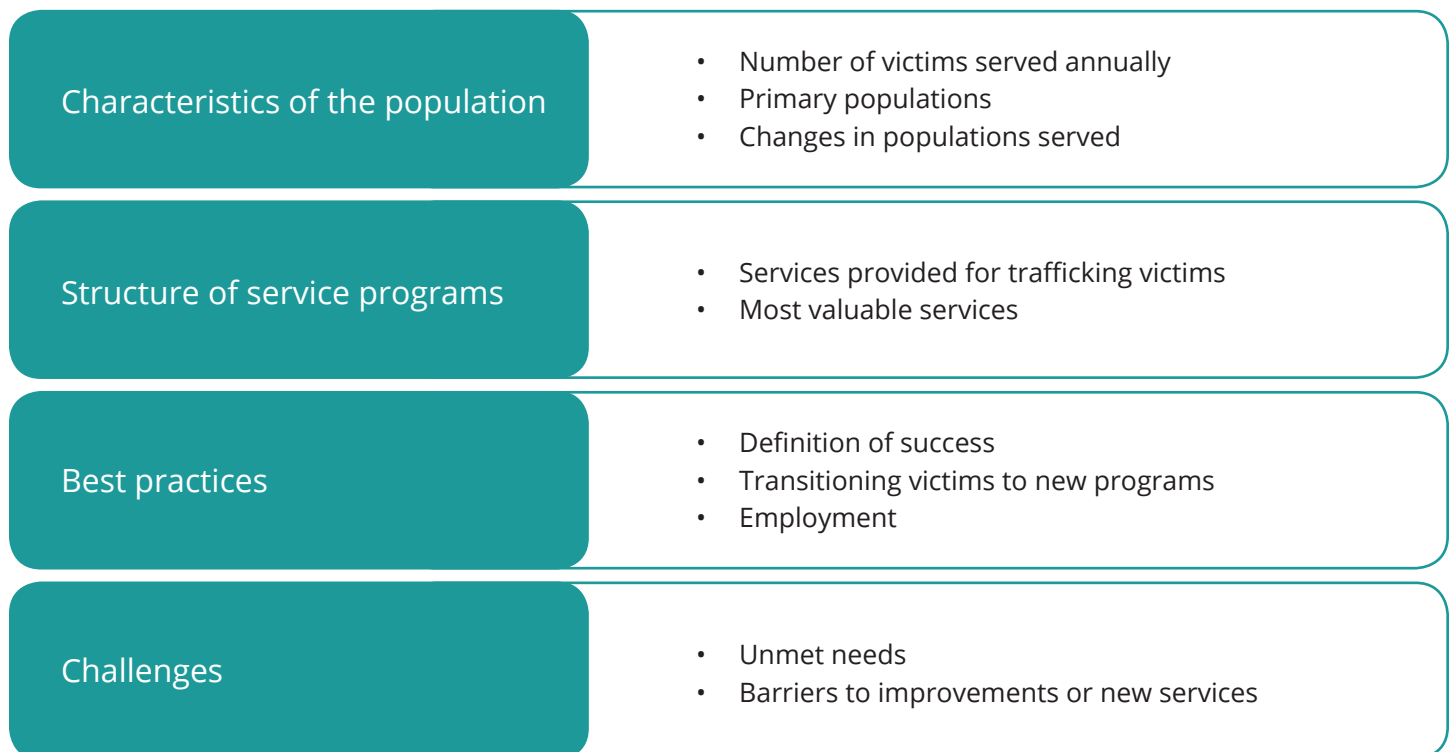 Characteristics of the population
• Number of victims served annually
• Primary populations
• Changes in populations served
Structure of service programs
• Services provided for trafficking victims
• Most valuable services
Best practices
• Definition of success
• Transitioning victims to new programs
• Employment
Challenges
• Unmet needs
• Barriers to improvements or new services